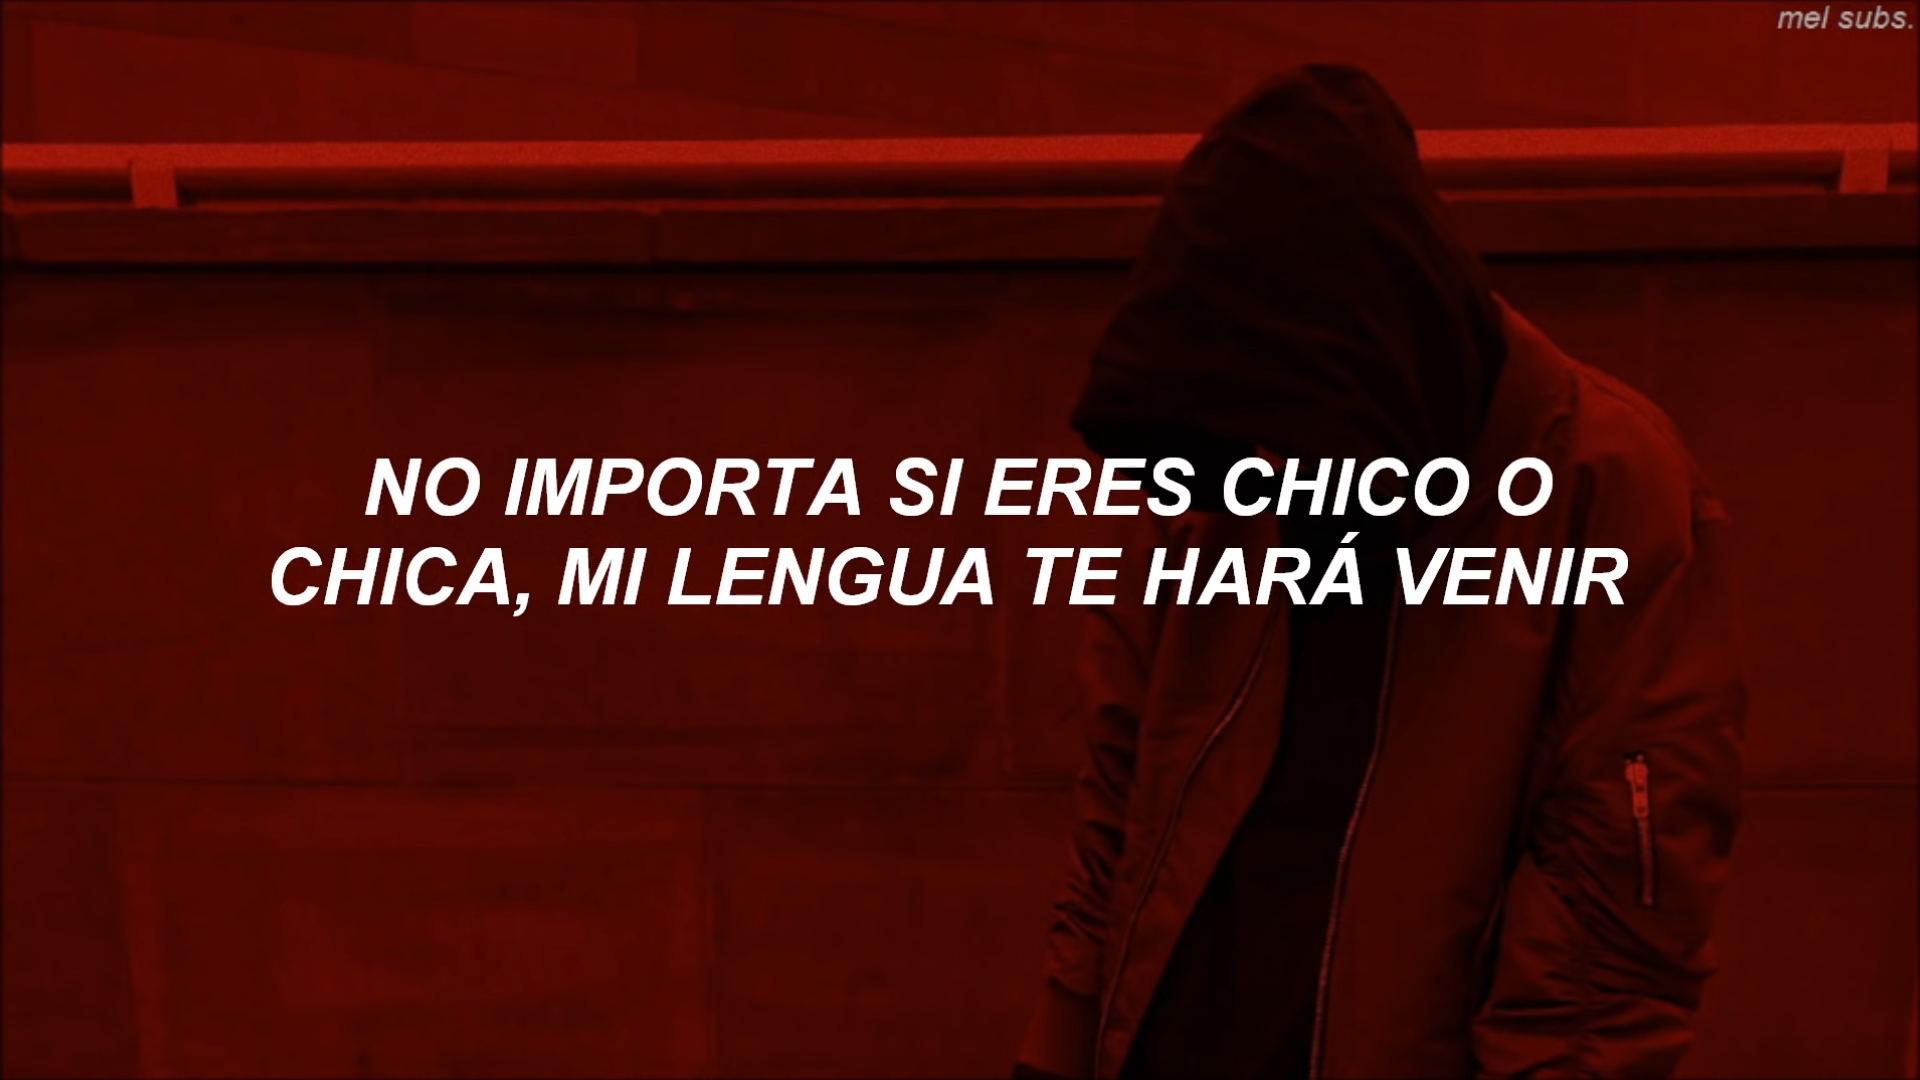 mel subs.
NO IMPORTA SI ERES CHICO O
CHICA, MI LENGUA TE HARÁ VENIR